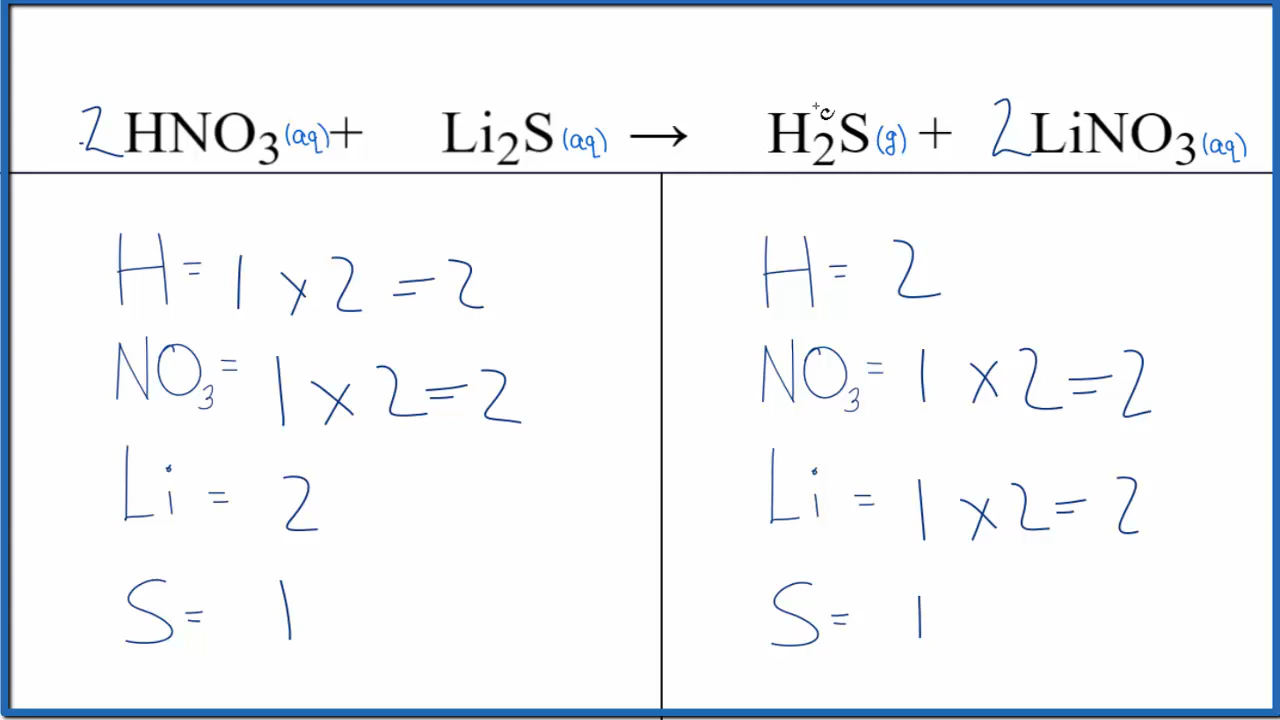 2HNO₃(aq)+ Li₂S(aq) → H₂S(g) + 2LiNO₃(aq)
H= 1 x 2 = 2
NO₃= 1 x 2 = 2
Li = 2
S= 1
H= 2
NO₃= 1 x 2 = 2
Li = 1 x 2 = 2
S= 1